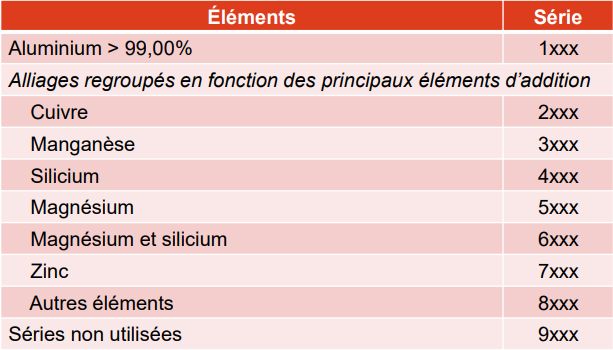 Éléments Série
Aluminium > 99,00% 1xxx
Alliages regroupés en fonction des principaux éléments d’addition
Cuivre 2xxx
Manganèse 3xxx
Silicium 4xxx
Magnésium 5xxx
Magnésium et silicium 6xxx
Zinc 7xxx
Autres éléments 8xxx
Séries non utilisées 9xxx